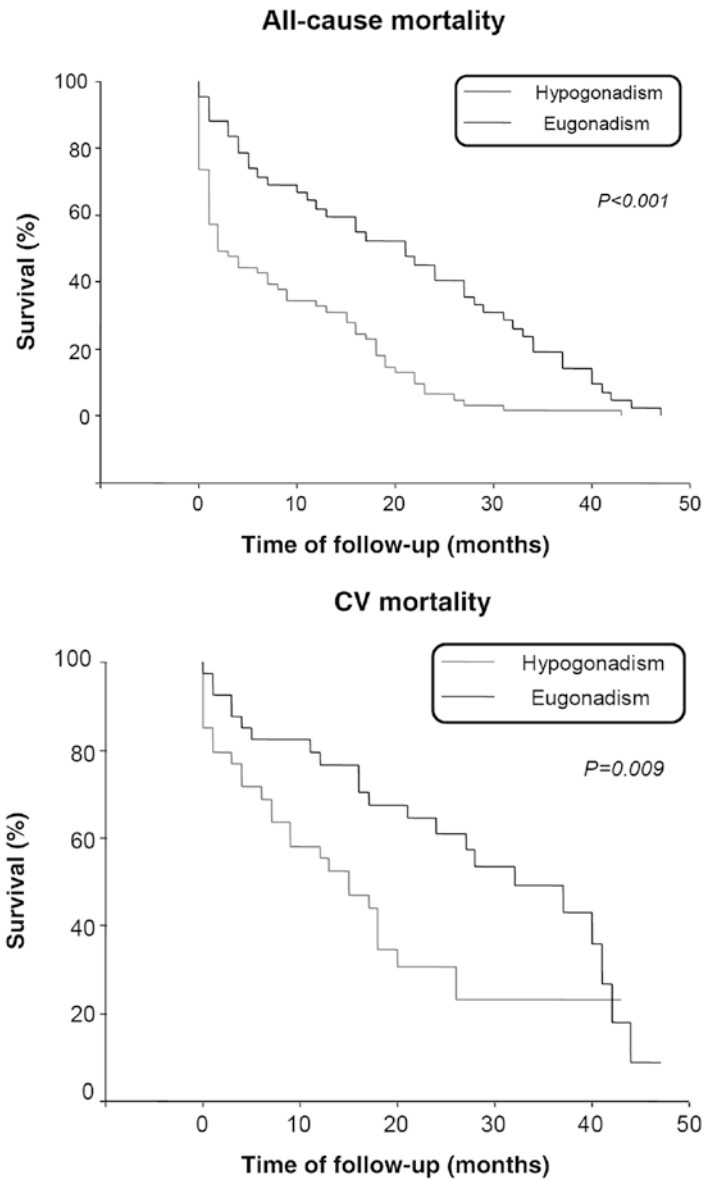 All-cause mortality
Hypogonadism
Eugonadism
P<0.001
100
80
60
40
20
0
Survival (%)
0 10 20 30 40 50
Time of follow-up (months)
CV mortality
Hypogonadism
Eugonadism
P=0.009
100
80
60
40
20
0
Survival (%)
0 10 20 30 40 50
Time of follow-up (months)